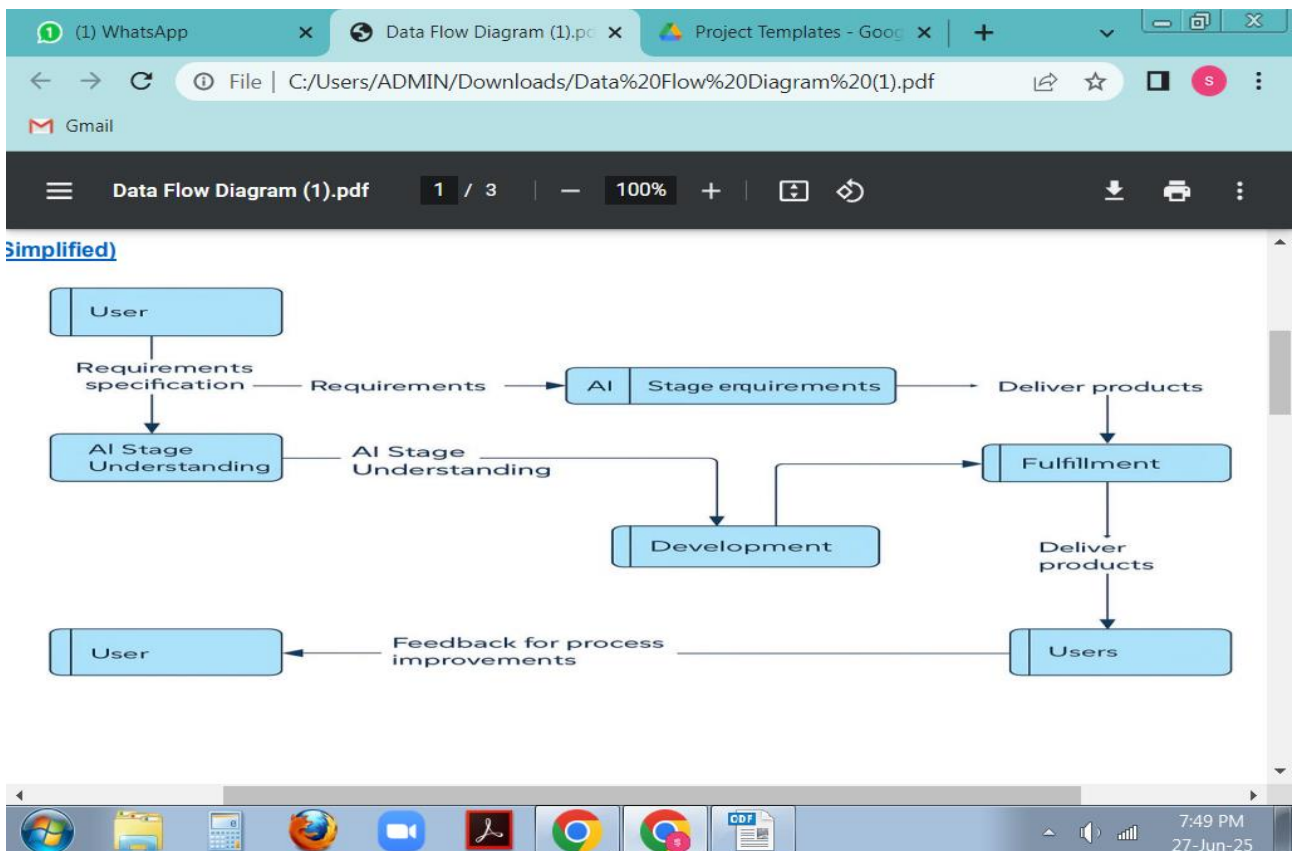 (1) WhatsApp
Data Flow Diagram (1).pd
Project Templates - Goog
File | C:/Users/ADMIN/Downloads/Data%20Flow%20Diagram%20(1).pdf
S
Gmail
Data Flow Diagram (1).pdf
1 / 3
100%
Simplified)
User
Requirements
specification
Requirements
AI
Stage erquirements
Deliver products
AI Stage
Understanding
AI Stage
Understanding
Fulfillment
Development
Deliver
products
User
Feedback for process
improvements
Users
ODF
7:49 PM
27-Jun-25